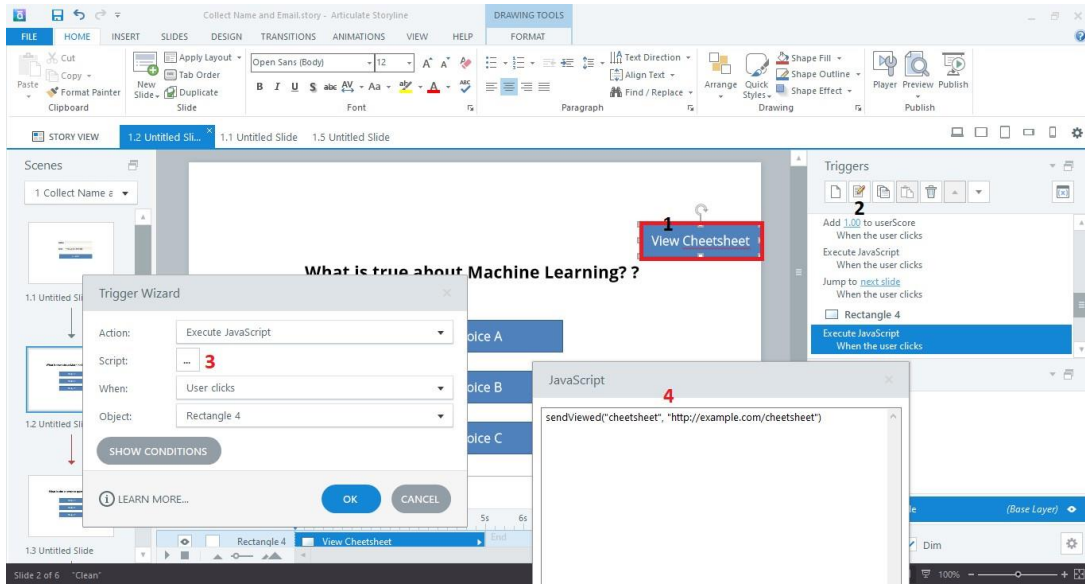 Collect Name and Email.story - Articulate Storyline
DRAWING TOOLS
FILE HOME INSERT SLIDES DESIGN TRANSITIONS ANIMATIONS VIEW HELP FORMAT
Cut
Copy
Format Painter
Paste
Clipboard
New Slide
Apply Layout
Tab Order
Duplicate
Slide
Open Sans (Body) 12
B I U S abc AV Aa
Font
Text Direction
Align Text
Find / Replace
Paragraph
Arrange
Quick Styles
Shape Fill
Shape Outline
Shape Effect
Drawing
Player Preview Publish
Publish
STORY VIEW 1.2 Untitled Sli... 1.1 Untitled Slide 1.5 Untitled Slide
Scenes
1 Collect Name a
1.1 Untitled Sli
1.2 Untitled Sli
1.3 Untitled Slide
1
View Cheetsheet
What is true about Machine Learning? ?
oice A
oice B
oice C
Trigger Wizard
Action: Execute JavaScript
Script: ... 3
When: User clicks
Object: Rectangle 4
SHOW CONDITIONS
LEARN MORE...
OK CANCEL
JavaScript
4
sendViewed("cheetsheet", "http://example.com/cheetsheet")
Triggers
2
Add 1.00 to userScore
When the user clicks
Execute JavaScript
When the user clicks
Jump to next slide
When the user clicks
Rectangle 4
Execute JavaScript
When the user clicks
(Base Layer)
Dim
5s 6s
End
Rectangle 4 View Cheetsheet
Slide 2 of 6 "Clean"
100%